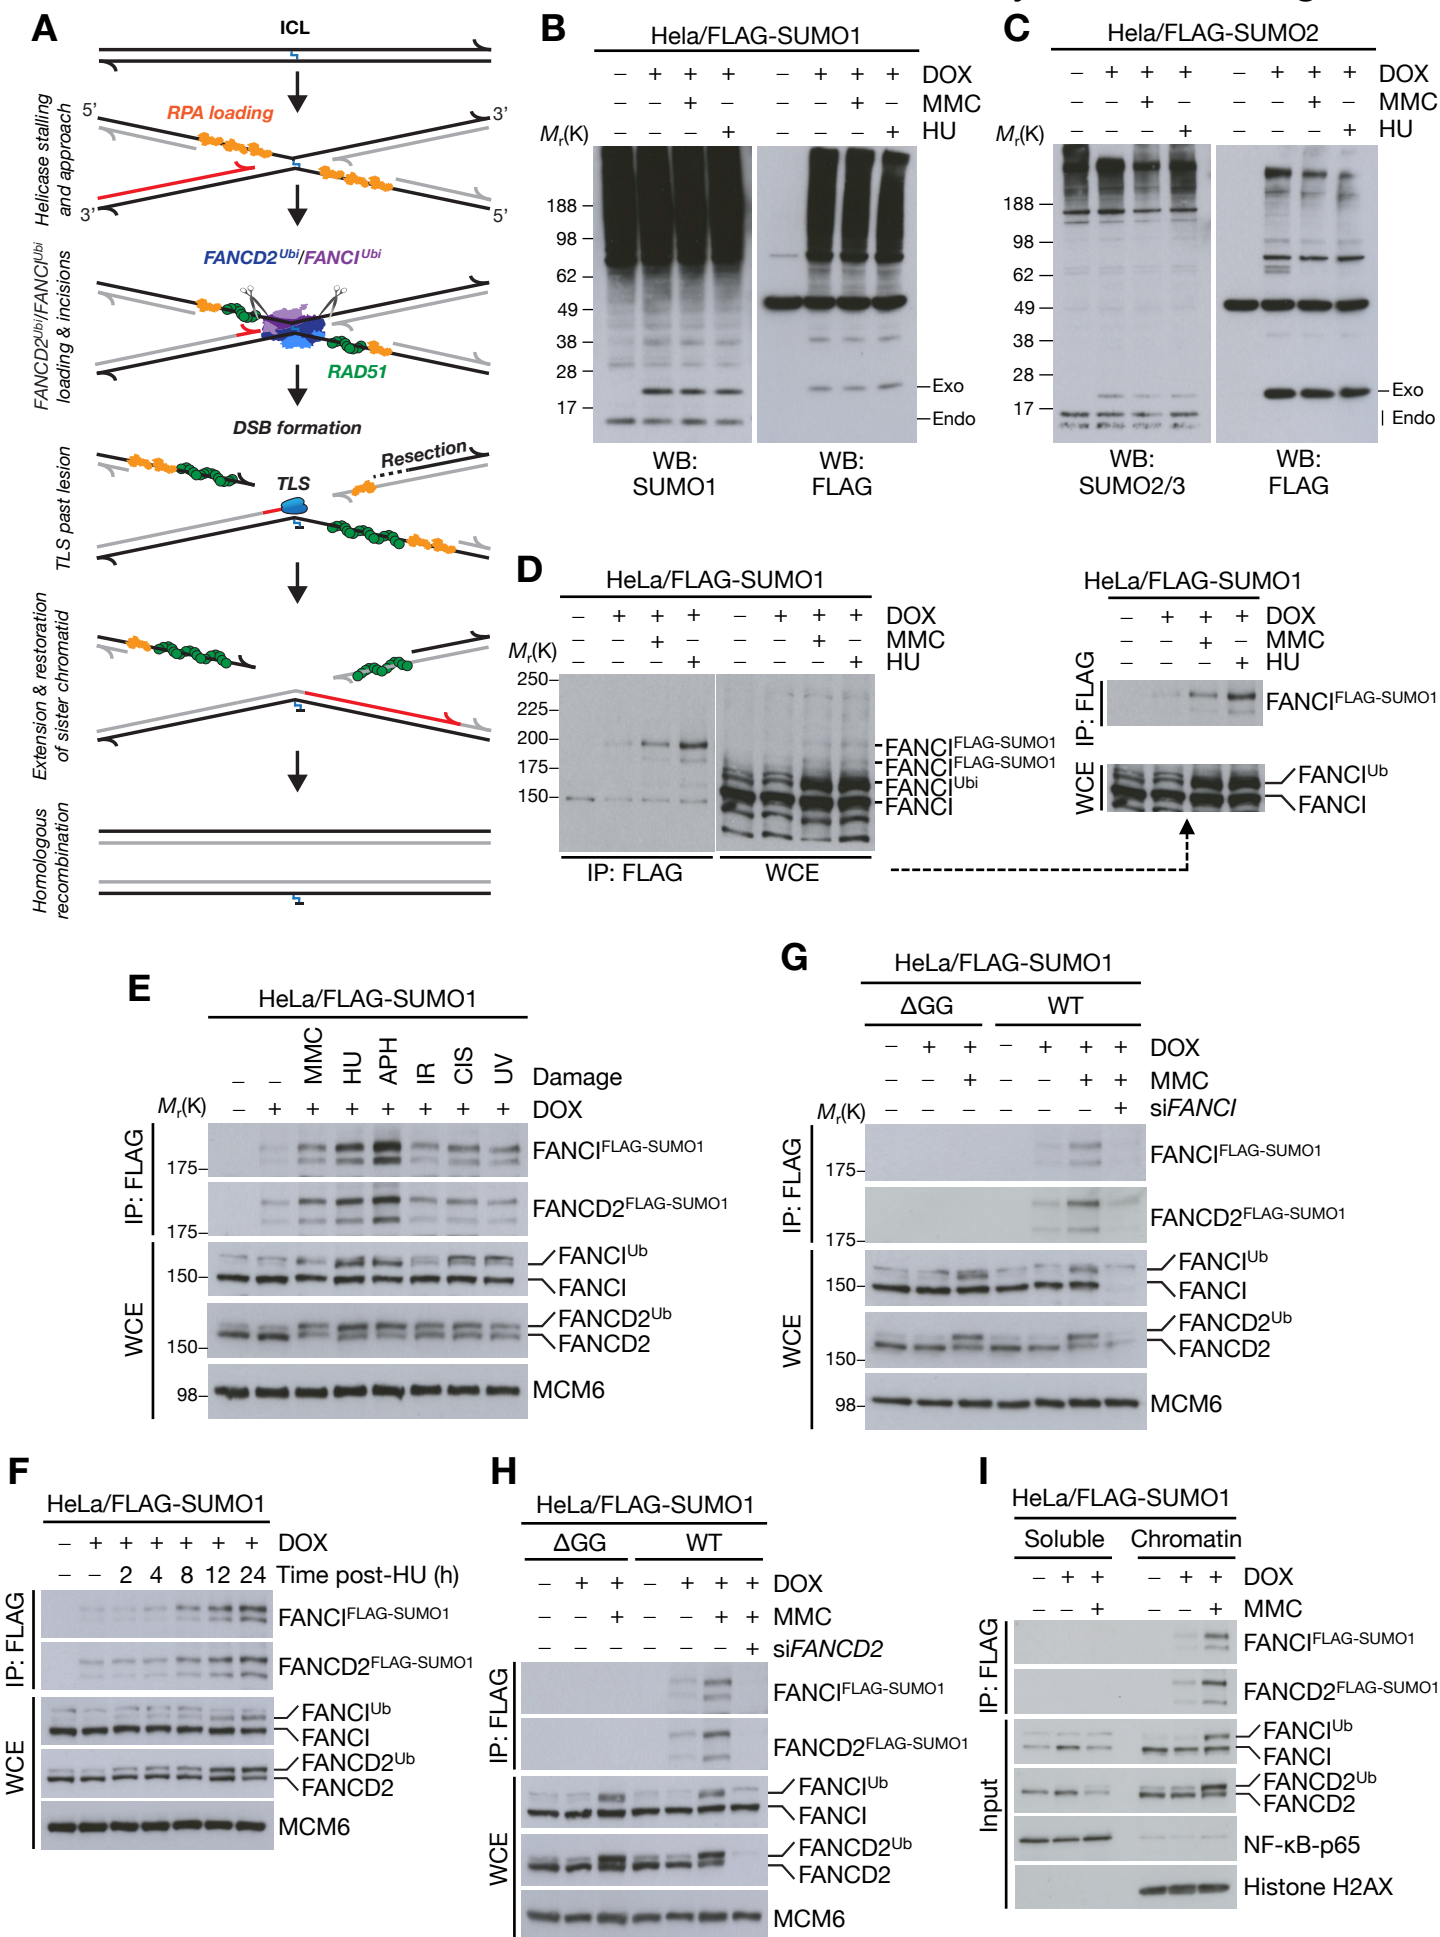 A
ICL
5’
RPA loading
3’
3’
5’
Helicase stalling
and approach
FANCD2Ubi/FANCIUbi
FANCD2Ubi/FANCIUbi
loading & incisions
RAD51
DSB formation
Resection
TLS
TLS past lesion
Extension & restoration
of sister chromatid
Homologous
recombination
B
Hela/FLAG-SUMO1
– + + + – + + + DOX
– – + – – – + – MMC
Mr(K) – – – + – – – + HU
188
98
62
49
38
28
17
Exo
Endo
WB: WB:
SUMO1 FLAG
C
Hela/FLAG-SUMO2
– + + + – + + + DOX
– – + – – – + – MMC
Mr(K) – – – + – – – + HU
188
98
62
49
38
28
17
Exo
Endo
WB: WB:
SUMO2/3 FLAG
D
HeLa/FLAG-SUMO1
– + + + – + + + DOX
– – + – – – + – MMC
Mr(K) – – – + – – – + HU
250
225
200
175
150
FANCIFLAG-SUMO1
FANCIFLAG-SUMO1
FANCIUbi
FANCI
IP: FLAG WCE
HeLa/FLAG-SUMO1
– + + + DOX
– – + – MMC
– – – + HU
IP: FLAG
FANCIFLAG-SUMO1
WCE
FANCIUb
FANCI
E
HeLa/FLAG-SUMO1
– – MMC HU APH IR CIS UV Damage
Mr(K) – + + + + + + + DOX
IP: FLAG
175
FANCIFLAG-SUMO1
175
FANCD2FLAG-SUMO1
WCE
FANCIUb
150
FANCI
FANCD2Ub
150
FANCD2
98
MCM6
G
HeLa/FLAG-SUMO1
ΔGG WT
– + + – + + + DOX
– – + – – + + MMC
Mr(K) – – – – – – + siFANCI
IP: FLAG
175
FANCIFLAG-SUMO1
175
FANCD2FLAG-SUMO1
WCE
FANCIUb
150
FANCI
FANCD2Ub
150
FANCD2
98
MCM6
F
HeLa/FLAG-SUMO1
– + + + + + + DOX
– – 2 4 8 12 24 Time post-HU (h)
IP: FLAG
FANCIFLAG-SUMO1
FANCD2FLAG-SUMO1
WCE
FANCIUb
FANCI
FANCD2Ub
FANCD2
MCM6
H
HeLa/FLAG-SUMO1
ΔGG WT
– + + – + + + DOX
– – + – – + + MMC
– – – – – – + siFANCD2
IP: FLAG
FANCIFLAG-SUMO1
FANCD2FLAG-SUMO1
WCE
FANCIUb
FANCI
FANCD2Ub
FANCD2
MCM6
I
HeLa/FLAG-SUMO1
Soluble Chromatin
– + + – + + DOX
– – + – – + MMC
IP: FLAG
FANCIFLAG-SUMO1
FANCD2FLAG-SUMO1
Input
FANCIUb
FANCI
FANCD2Ub
FANCD2
NF-κB-p65
Histone H2AX